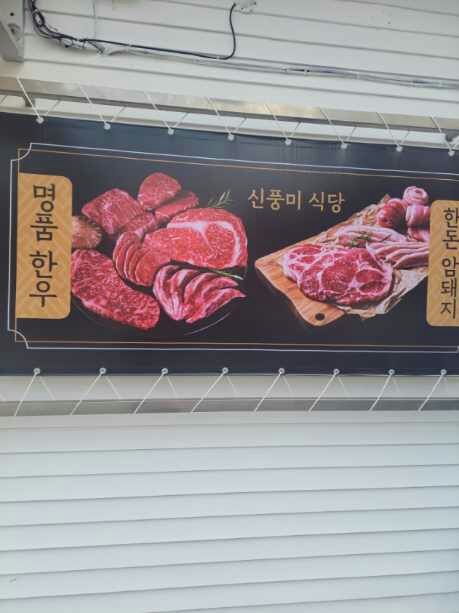 명품 한우
신풍미 식당
한돈 암돼지